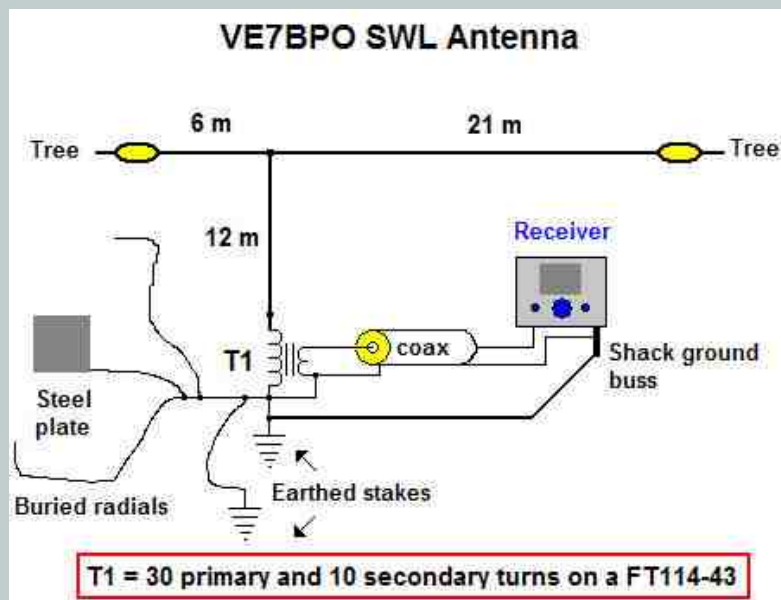 VE7BPO SWL Antenna
6 m
21 m
Tree
Tree
12 m
Receiver
T1
coax
Shack ground
buss
Steel
plate
Buried radials
Earthed stakes
T1 = 30 primary and 10 secondary turns on a FT114-43